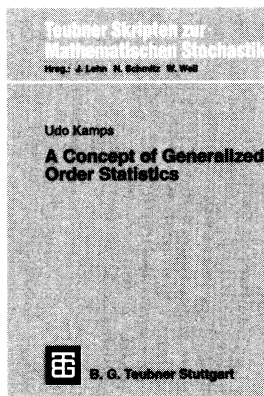 Teubner Skripten zur
Mathematischen Stochastik
Hrsg.: J. Lehn N. Schmitz W. Weil
Udo Kamps
A Concept of Generalized
Order Statistics
B. G. Teubner Stuttgart